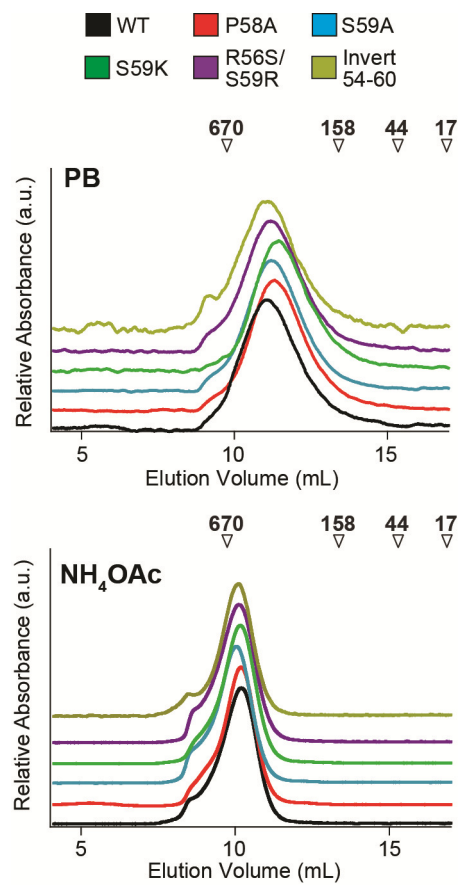 WT P58A S59A
S59K R56S/ Invert
S59R 54-60
670 158 44 17
PB
Relative Absorbance (a.u.)
5 10 15
Elution Volume (mL)
670 158 44 17
NH₄OAc
Relative Absorbance (a.u.)
5 10 15
Elution Volume (mL)